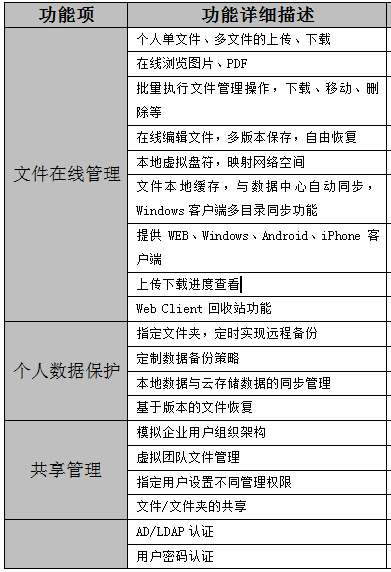 功能项 功能详细描述
文件在线管理
个人单文件、多文件的上传、下载
在线浏览图片、PDF
批量执行文件管理操作，下载、移动、删
除等
在线编辑文件，多版本保存，自由恢复
本地虚拟盘符，映射网络空间
文件本地缓存，与数据中心自动同步，
Windows客户端多目录同步功能
提供 WEB、Windows、Android、iPhone 客
户端
上传下载进度查看
Web Client 回收站功能
个人数据保护
指定文件夹，定时实现远程备份
定制数据备份策略
本地数据与云存储数据的同步管理
基于版本的文件恢复
共享管理
模拟企业用户组织架构
虚拟团队文件管理
指定用户设置不同管理权限
文件/文件夹的共享
AD/LDAP 认证
用户密码认证